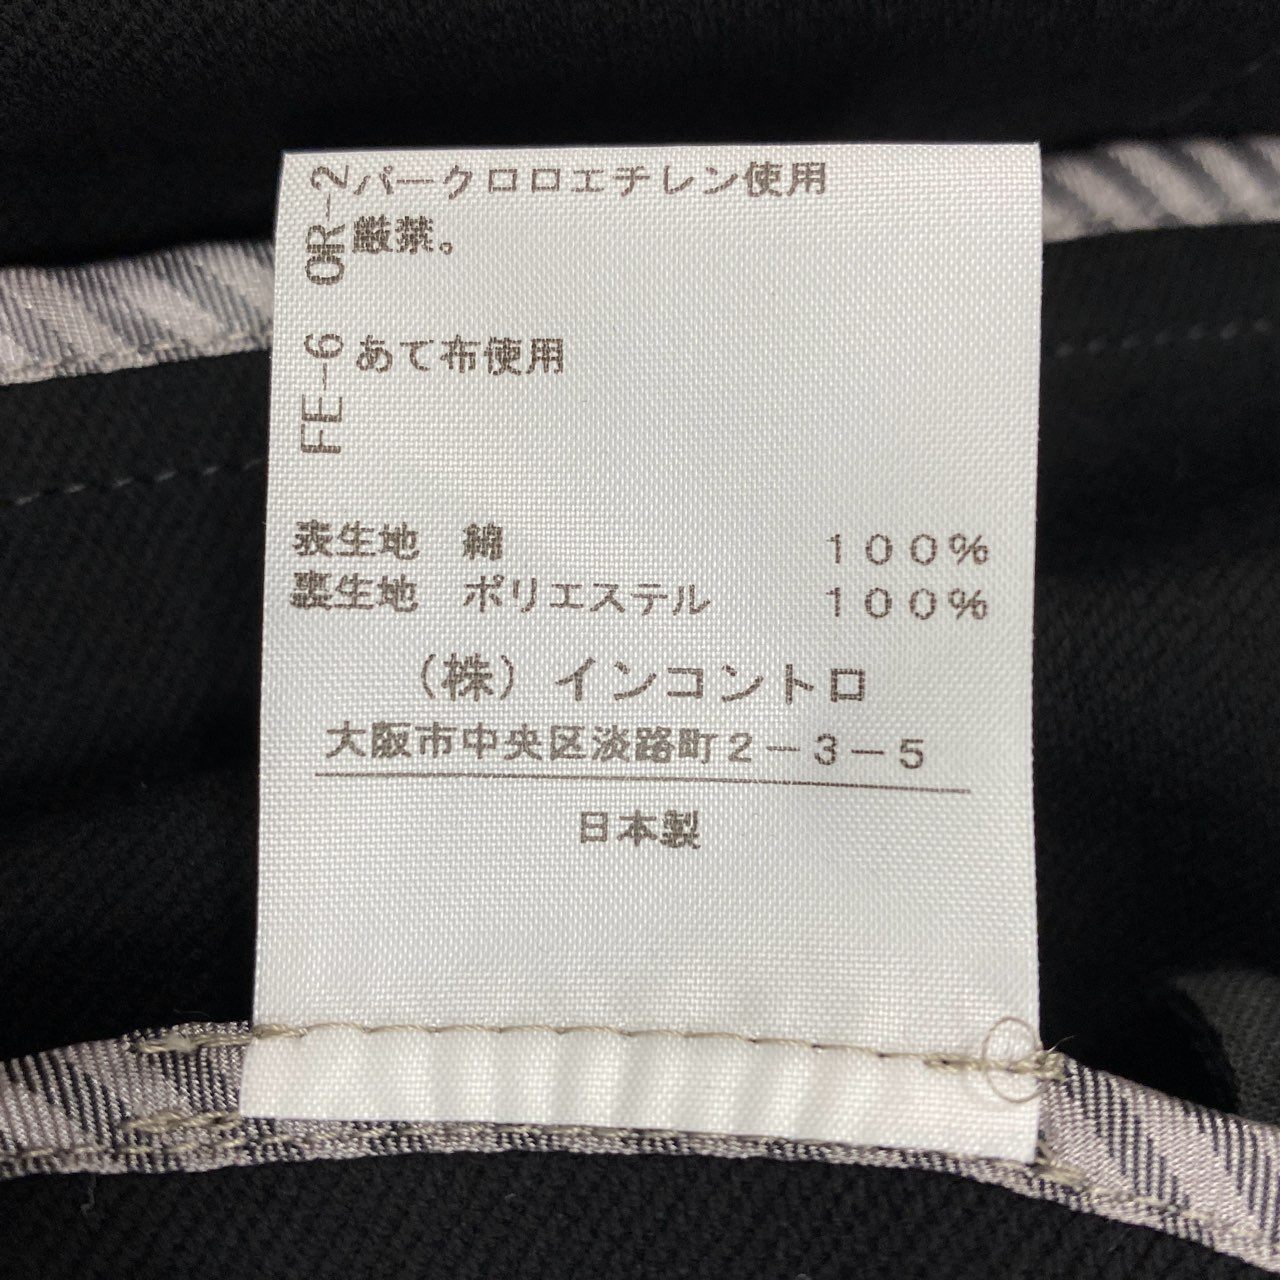 パークロロエチレン使用
厳禁。
OR-2
あて布使用
FE-6
表生地 綿 100%
裏生地 ポリエステル 100%
(株)インコントロ
大阪市中央区淡路町2-3-5
日本製